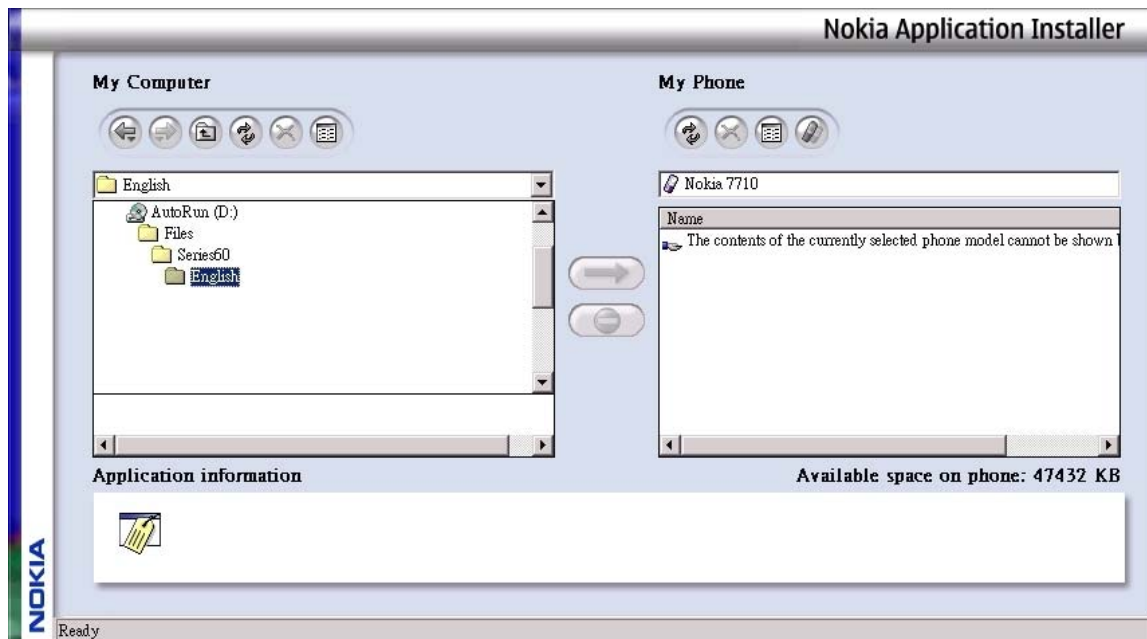 Nokia Application Installer
My Computer
My Phone
English
Nokia 7710
AutoRun (D:)
Files
Series60
English
Name
The contents of the currently selected phone model cannot be shown
Application information
Available space on phone: 47432 KB
NOKIA
Ready